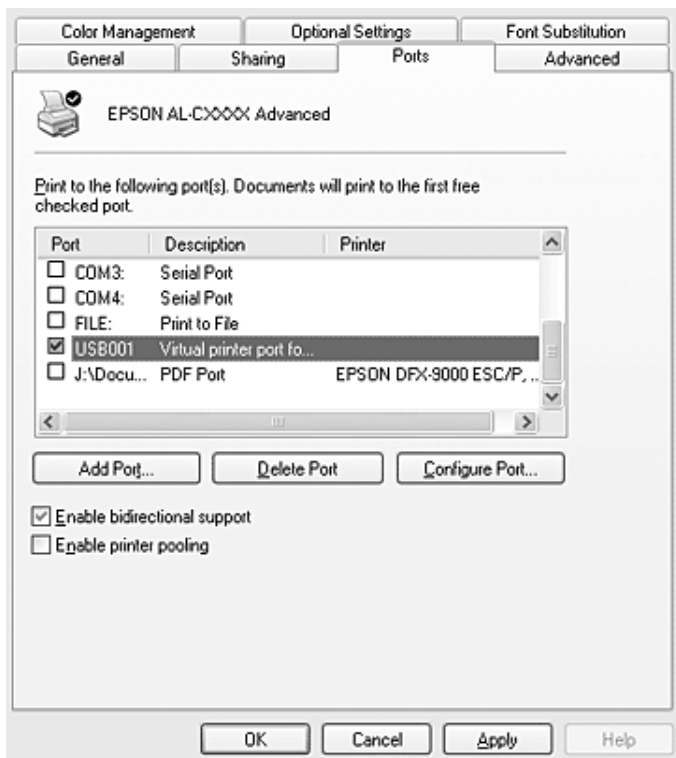 Color Management Optional Settings Font Substitution
General Sharing Ports Advanced
EPSON AL-CXXXX Advanced
Print to the following port(s). Documents will print to the first free
checked port.
Port Description Printer
COM3: Serial Port
COM4: Serial Port
FILE: Print to File
USB001 Virtual printer port fo...
J:\Docu... PDF Port EPSON DFX-9000 ESC/P, ..
Add Port... Delete Port Configure Port...
Enable bidirectional support
Enable printer pooling
OK Cancel Apply Help